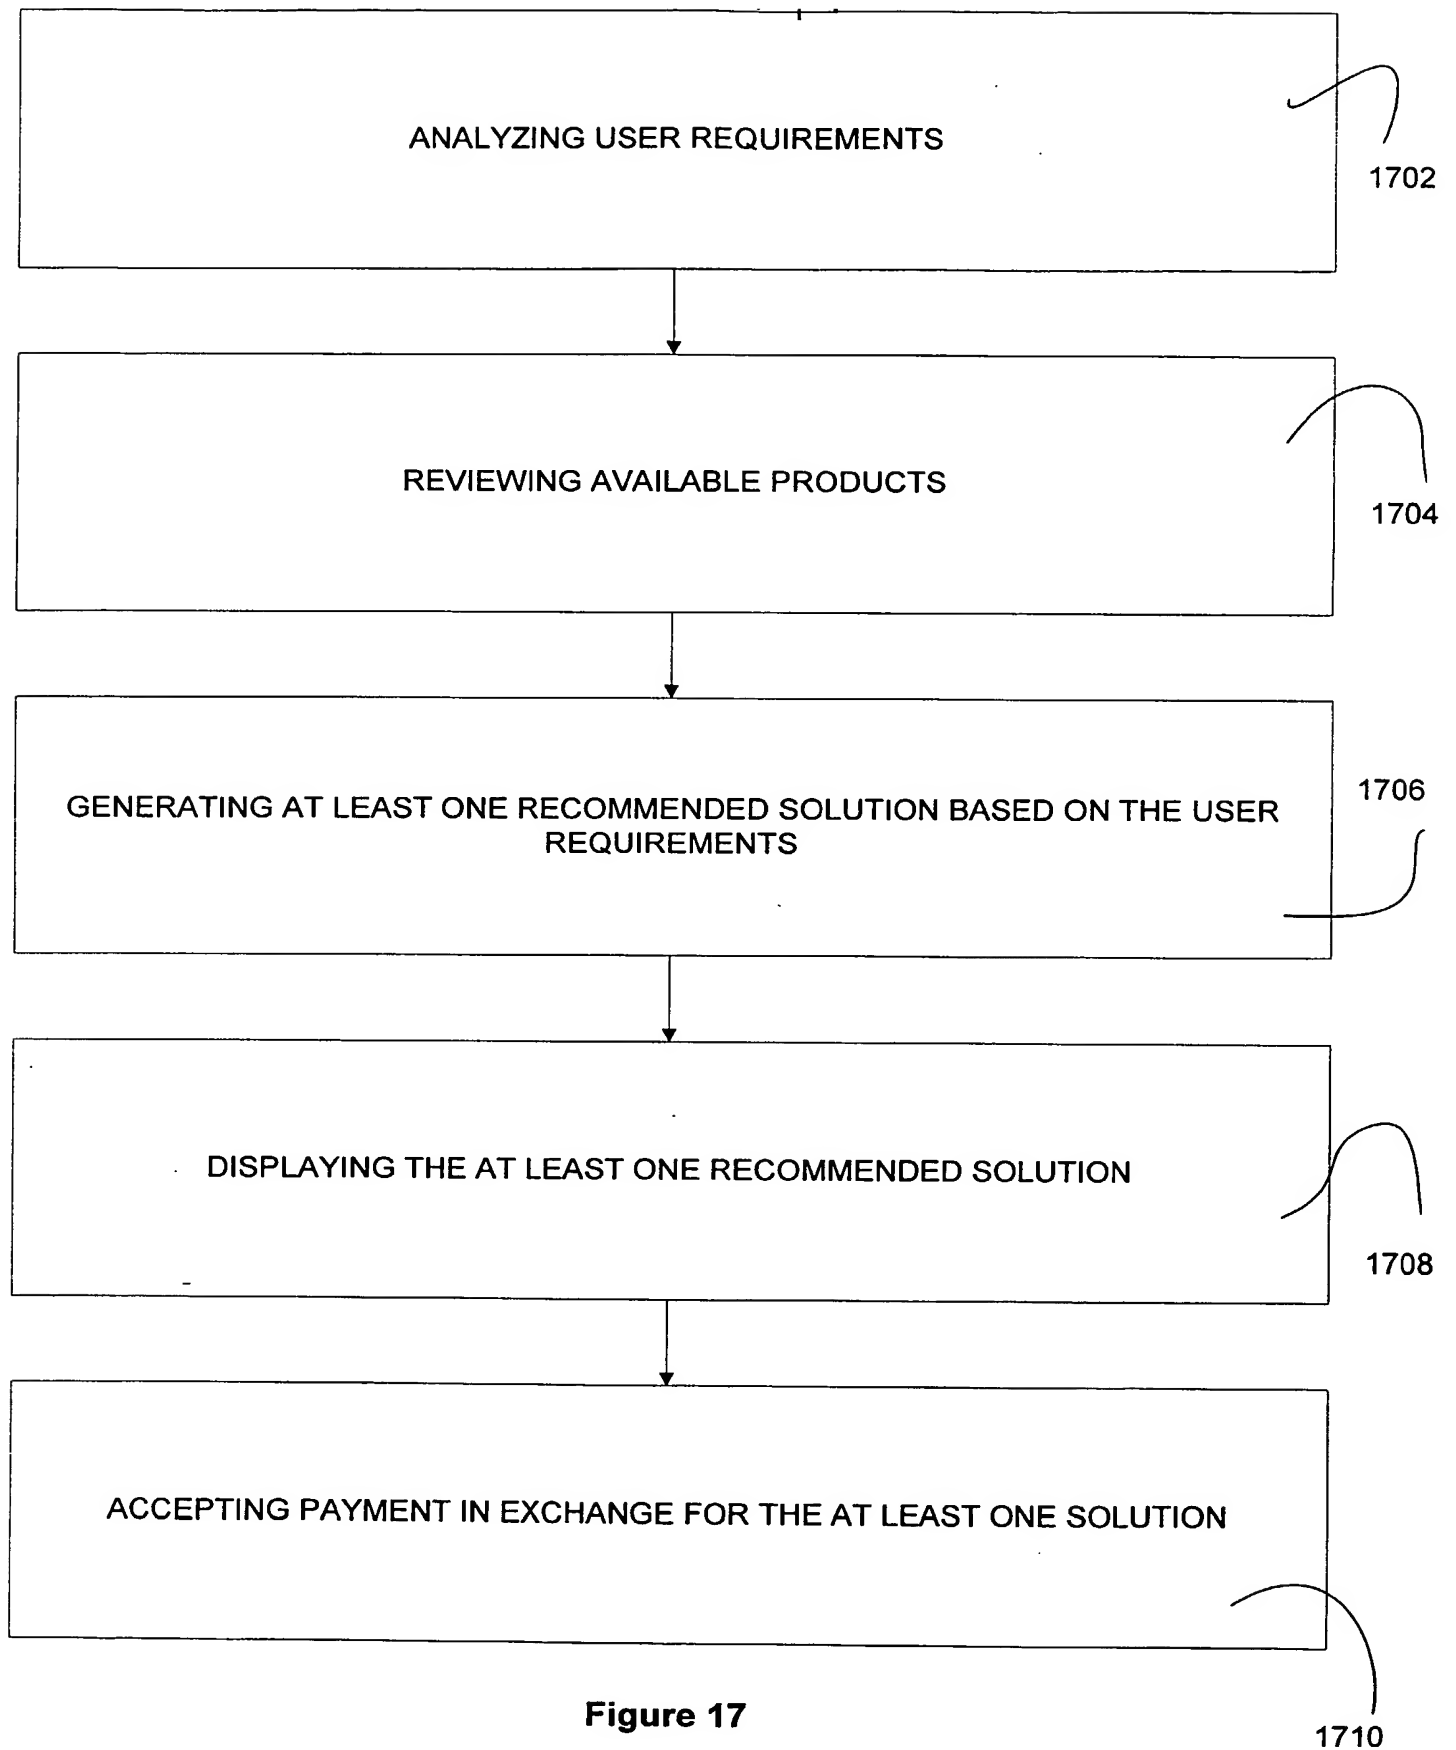 ANALYZING USER REQUIREMENTS
1702
REVIEWING AVAILABLE PRODUCTS
1704
GENERATING AT LEAST ONE RECOMMENDED SOLUTION BASED ON THE USER
REQUIREMENTS
1706
DISPLAYING THE AT LEAST ONE RECOMMENDED SOLUTION
1708
ACCEPTING PAYMENT IN EXCHANGE FOR THE AT LEAST ONE SOLUTION
1710
Figure 17